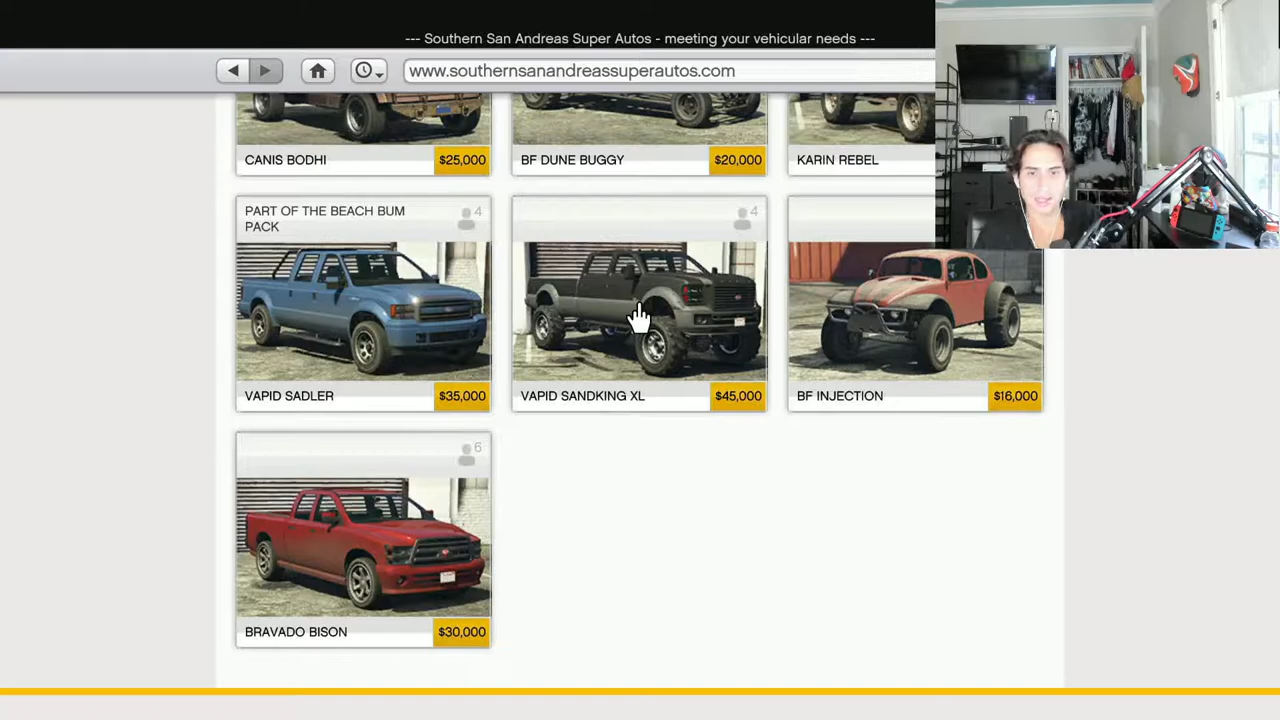 --- Southern San Andreas Super Autos - meeting your vehicular needs ---
www.southernsanandreassuperautos.com
CANIS BODHI
$25,000
BF DUNE BUGGY
$20,000
KARIN REBEL
PART OF THE BEACH BUM
PACK
4
4
VAPID SADLER
$35,000
VAPID SANDKING XL
$45,000
BF INJECTION
$16,000
6
BRAVADO BISON
$30,000